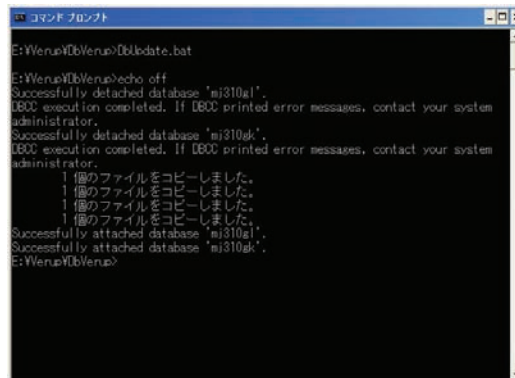 コマンド プロンプト
E:¥Verup¥DbVerup>DbUpdate.bat
E:¥Verup¥DbVerup>echo off
Successfully detached database 'mj310gl'.
DBCC execution completed. If DBCC printed error messages, contact your system
administrator.
Successfully detached database 'mj310gk'.
DBCC execution completed. If DBCC printed error messages, contact your system
administrator.
1 個のファイルをコピーしました。
1 個のファイルをコピーしました。
1 個のファイルをコピーしました。
1 個のファイルをコピーしました。
Successfully attached database 'mj310gl'.
Successfully attached database 'mj310gk'.
E:¥Verup¥DbVerup>